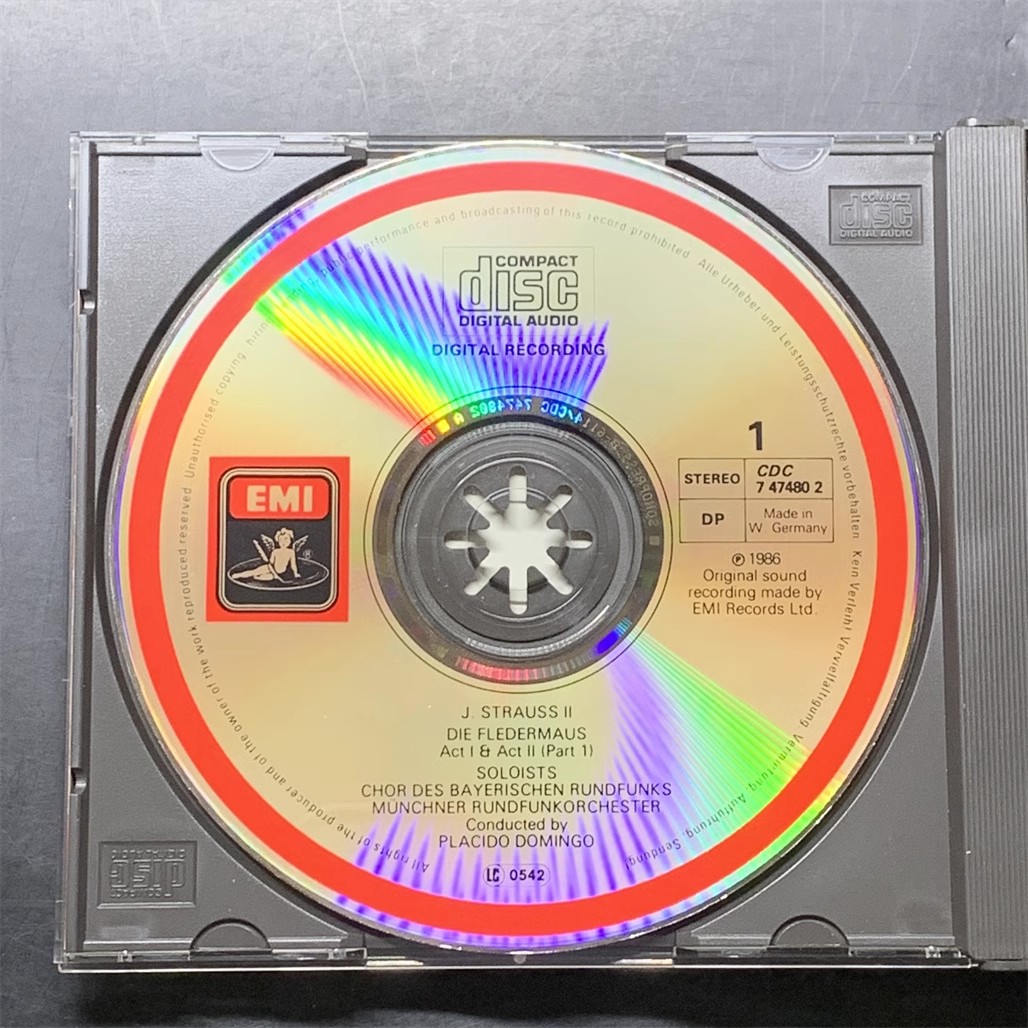 COMPACT
disc
DIGITAL AUDIO
COMPACT
disc
DIGITAL AUDIO
DIGITAL RECORDING
1
STEREO
CDC
7 47480 2
DP
Made in
W. Germany
℗ 1986
Original sound
recording made by
EMI Records Ltd.
EMI
®
J. STRAUSS II
DIE FLEDERMAUS
Act I & Act II (Part 1)
SOLOISTS
CHOR DES BAYERISCHEN RUNDFUNKS
MÜNCHNER RUNDFUNKORCHESTER
Conducted by
PLACIDO DOMINGO
LC 0542
All rights of the producer and of the owner of the work reproduced reserved. Unauthorised copying, hiring, public performance and broadcasting of this record prohibited. Alle Urheber und Leistungsschutzrechte vorbehalten. Kein Verleih! Vervielfältigung, Vermietung, Aufführung, Sendung!
CDC 7474802 A